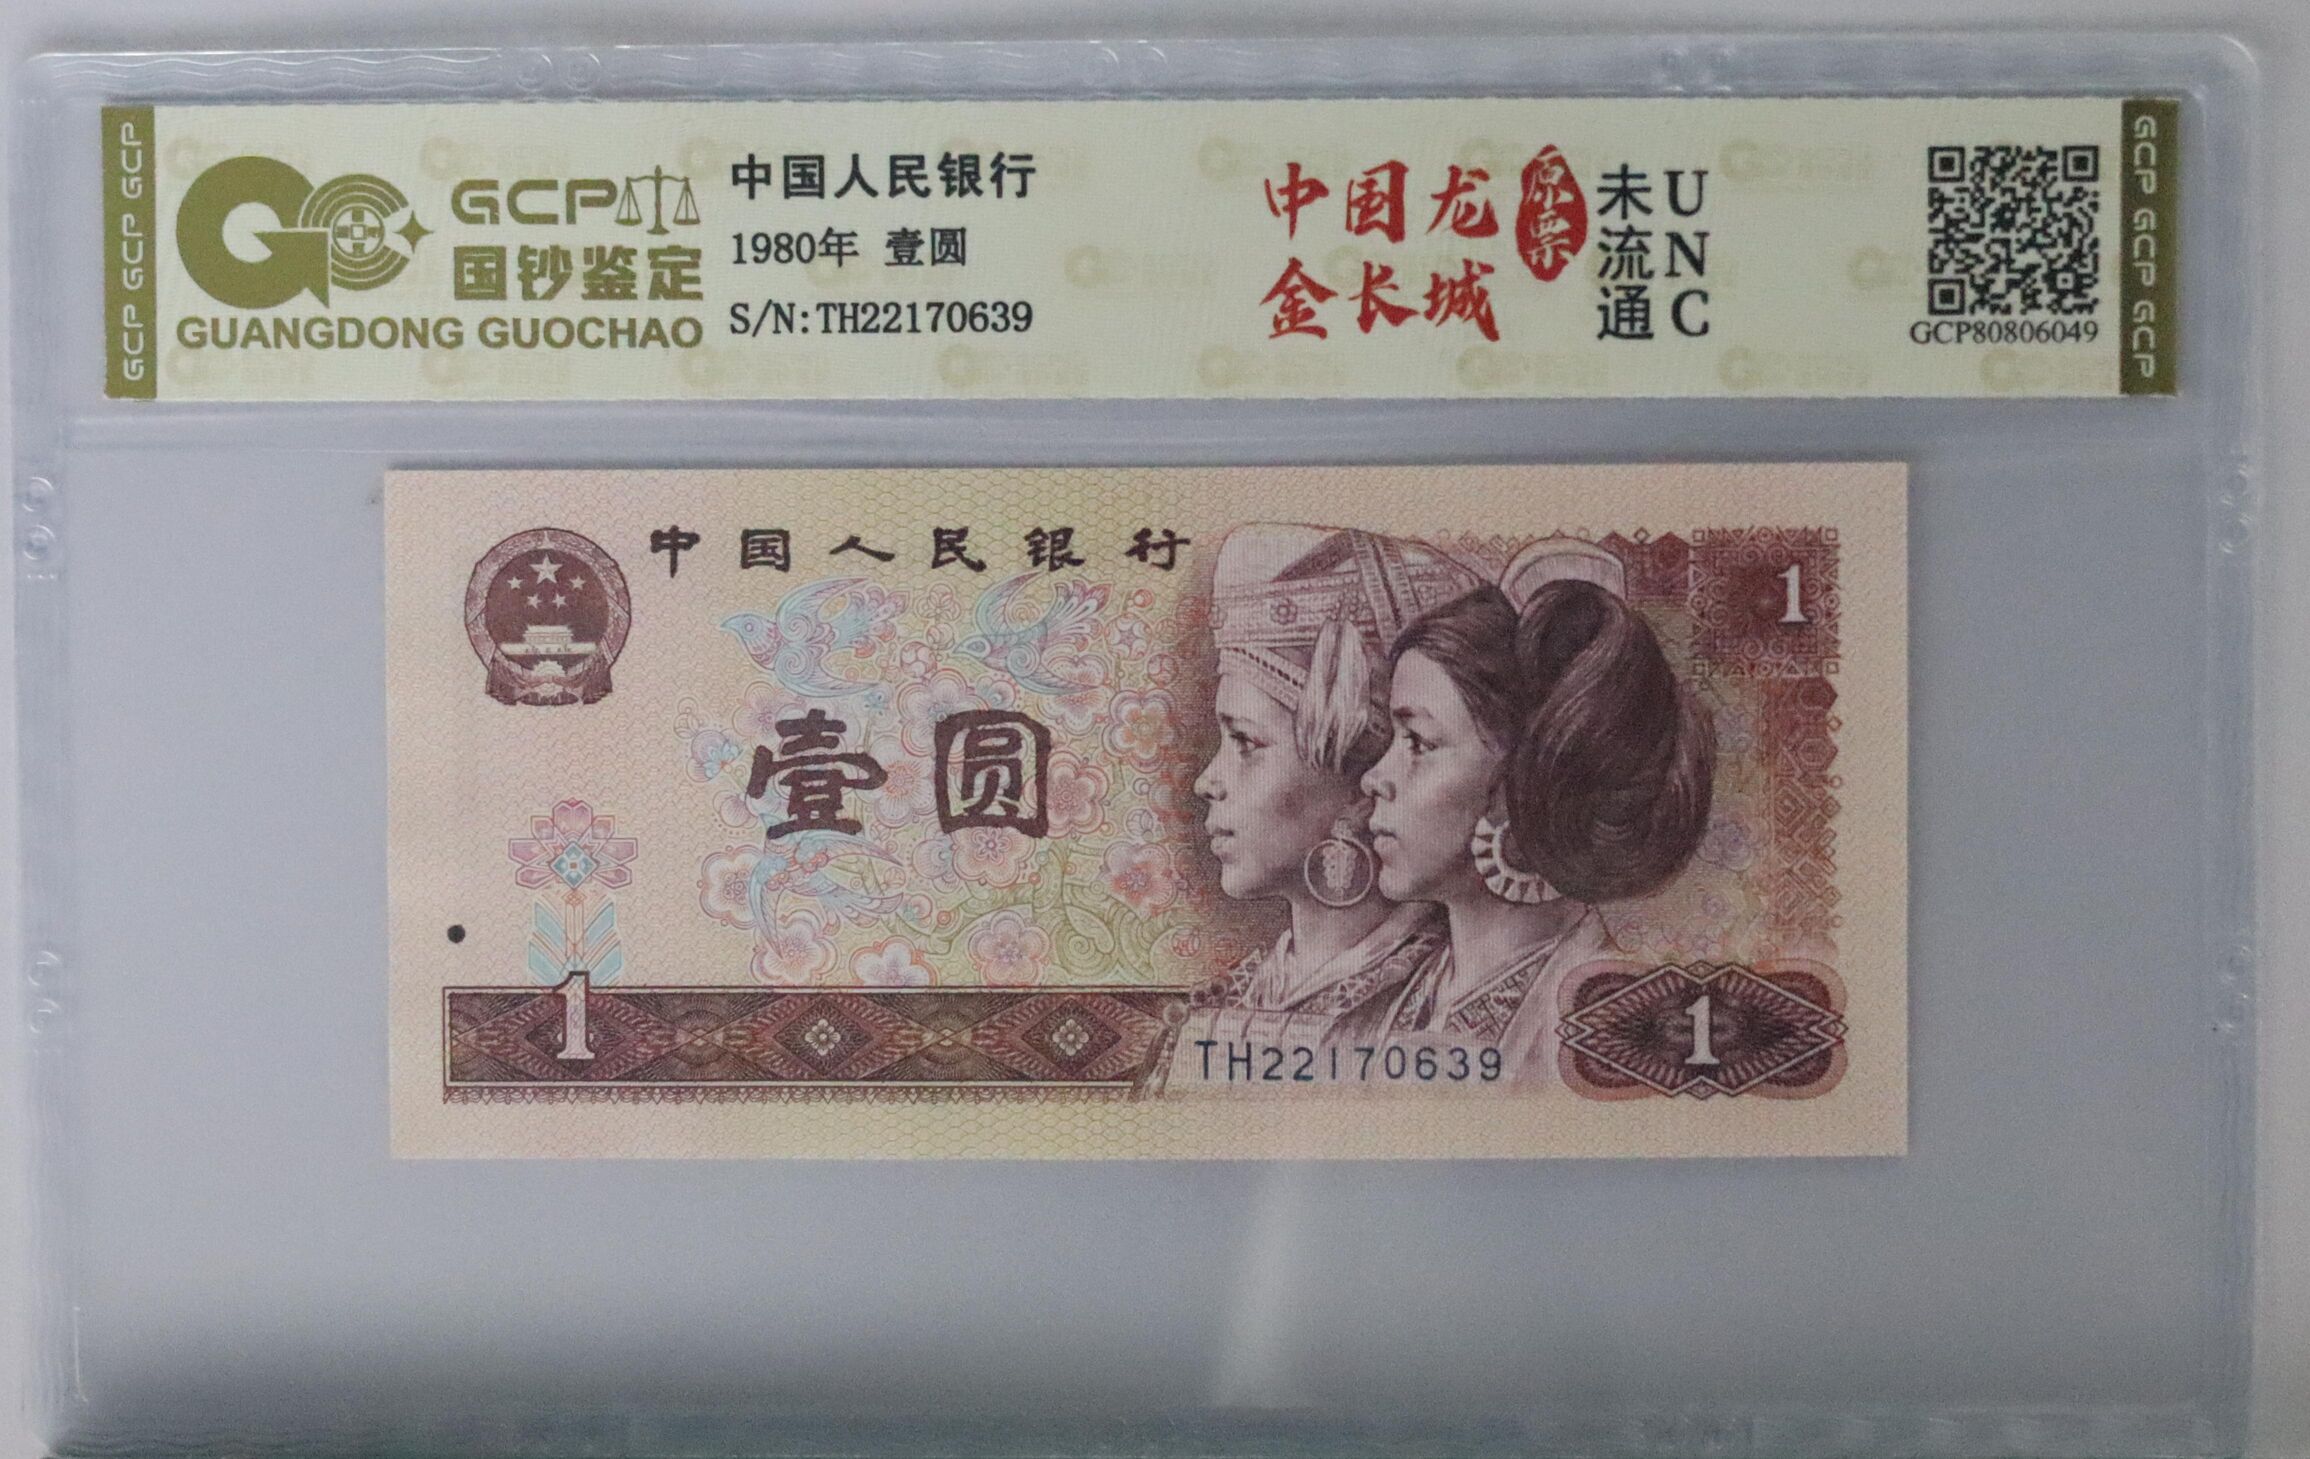 GCP GCP GCP
GCP
国钞鉴定
GUANGDONG GUOCHAO
中国人民银行
1980年 壹圆
S/N:TH22170639
中国龙
金长城
原票
未流通
UNC
GCP80806049
GCP GCP GCP
中国人民银行
1
壹圆
1
1
TH22170639